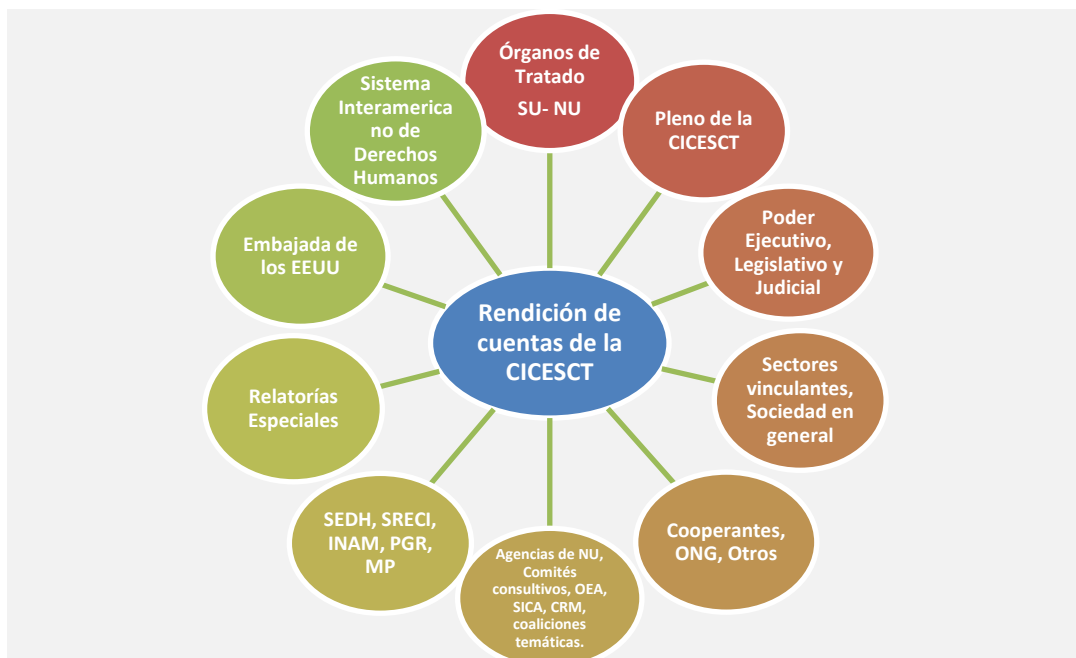 Órganos de
Tratado
SU- NU
Pleno de la
CICESCT
Poder
Ejecutivo,
Legislativo y
Judicial
Sectores
vinculantes,
Sociedad en
general
Cooperantes,
ONG, Otros
Agencias de NU,
Comités
consultivos, OEA,
SICA, CRM,
coaliciones
temáticas.
SEDH, SRECI,
INAM, PGR,
MP
Relatorías
Especiales
Embajada de
los EEUU
Sistema
Interamerica
no de
Derechos
Humanos
Rendición de
cuentas de la
CICESCT